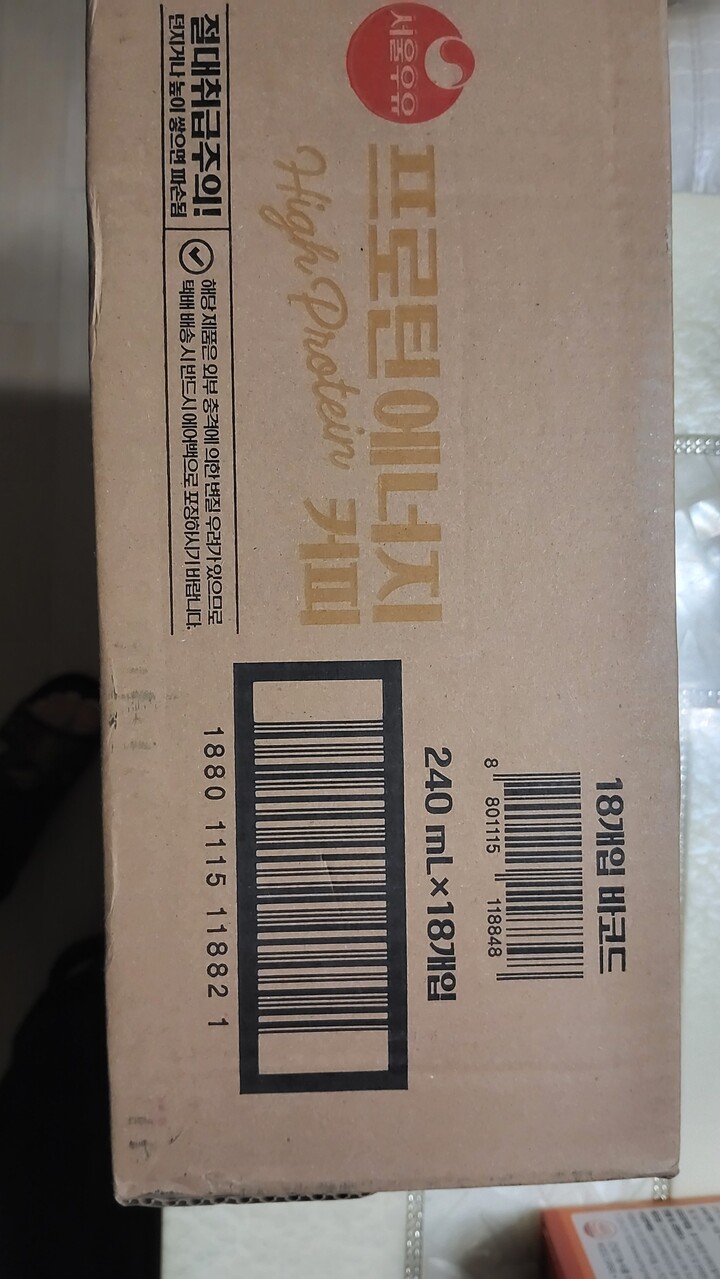 서울우유
프로틴에너지
High Protein 커피
절대취급주의!
던지거나 높이 쌓으면 파손됨
해당 제품은 외부 충격에 의한 변질 우려가 있으므로
택배 배송 시 반드시 에어백으로 포장하시기 바랍니다.
18개입 바코드
8 801115 118848
240 mL×18개입
1880 1115 11882 1